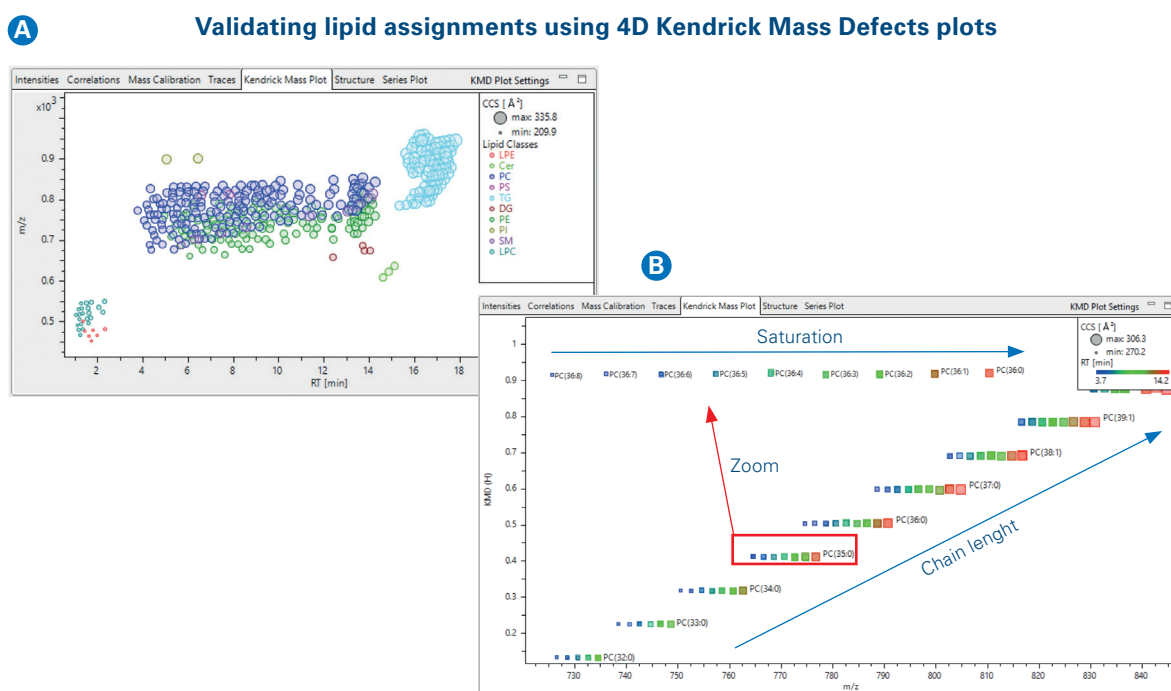 A
Validating lipid assignments using 4D Kendrick Mass Defects plots
Intensities Correlations Mass Calibration Traces Kendrick Mass Plot Structure Series Plot KMD Plot Settings
x10³
0.9
0.8
0.7
0.6
0.5
m/z
2 4 6 8 10 12 14 16 18
RT [min]
CCS [ Å²]
max: 335.8
min: 209.9
Lipid Classes
LPE
Cer
PC
PS
TG
DG
PE
PI
SM
LPC
B
Intensities Correlations Mass Calibration Traces Kendrick Mass Plot Structure Series Plot KMD Plot Settings
CCS [ Å²]
max: 306.3
min: 270.2
RT [min]
3.7 14.2
Saturation
PC(36:8) PC(36:7) PC(36:6) PC(36:5) PC(36:4) PC(36:3) PC(36:2) PC(36:1) PC(36:0)
1
0.9
0.8
0.7
0.6
0.5
0.4
0.3
0.2
KMD (H)
PC(39:1)
PC(38:1)
Zoom
PC(37:0)
PC(36:0)
Chain lenght
PC(35:0)
PC(34:0)
PC(33:0)
PC(32:0)
730 740 750 760 770 780 790 800 810 820 830 840
m/z